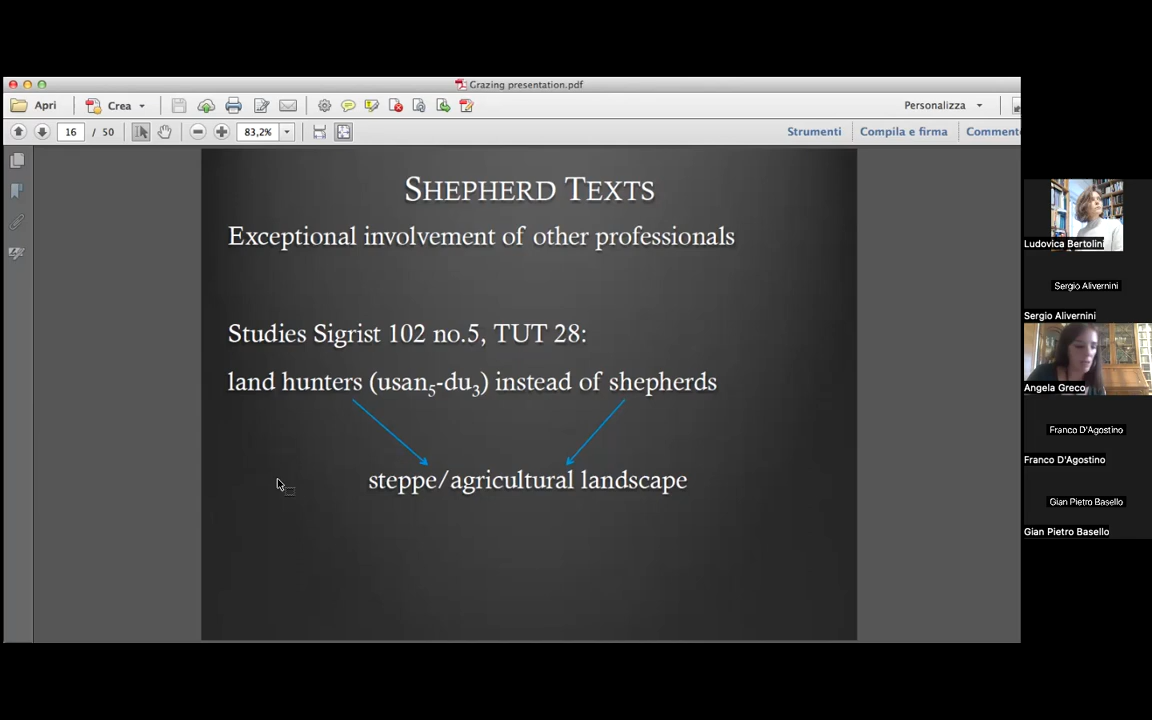 Grazing presentation.pdf
Apri
Crea
Personalizza
16 / 50
83,2%
Strumenti
Compila e firma
Comment
SHEPHERD TEXTS
Exceptional involvement of other professionals
Studies Sigrist 102 no.5, TUT 28:
land hunters (usan₅-du₃) instead of shepherds
steppe/agricultural landscape
Ludovica Bertolini
Sergio Alivernini
Sergio Alivernini
Angela Greco
Franco D'Agostino
Franco D'Agostino
Gian Pietro Basello
Gian Pietro Basello